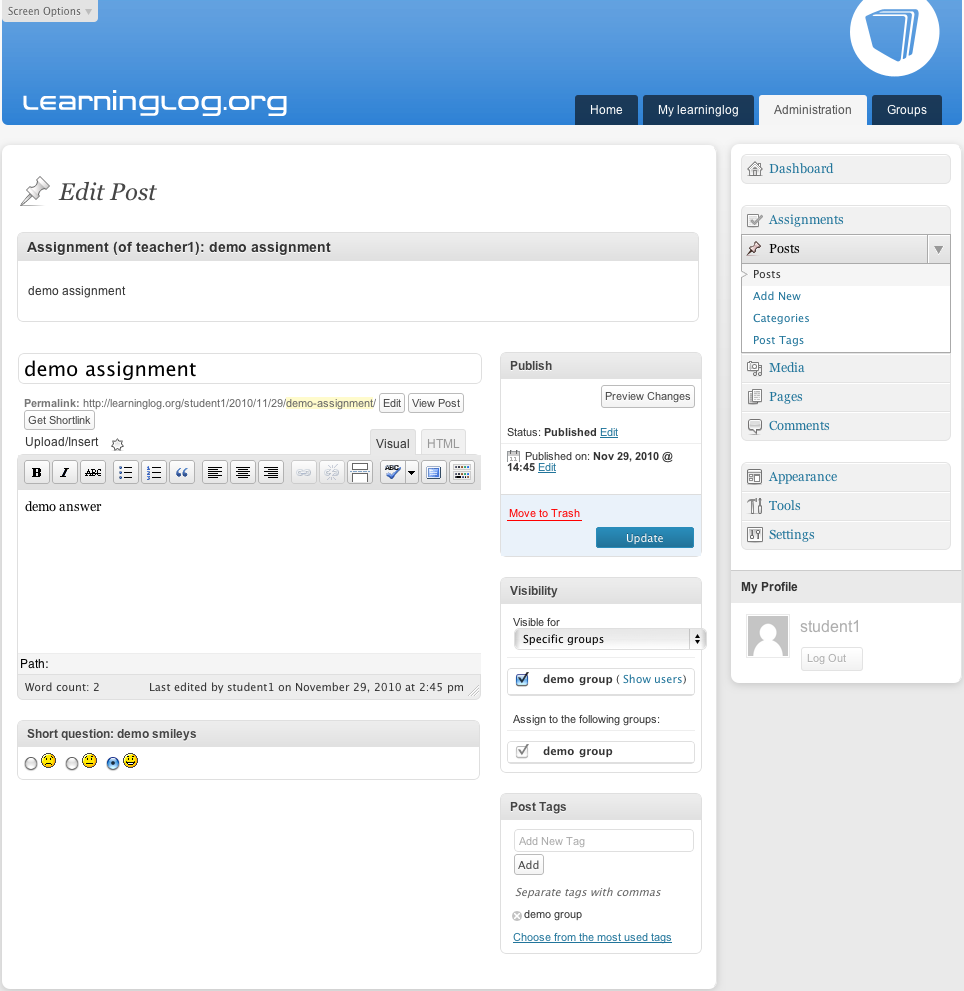 Screen Options
Learninglog.org
Home My learninglog Administration Groups
Edit Post
Assignment (of teacher1): demo assignment
demo assignment
demo assignment
Permalink: http://learninglog.org/student1/2010/11/29/demo-assignment/ Edit View Post
Get Shortlink
Upload/Insert Visual HTML
B I ABC ABC
demo answer
Path:
Word count: 2 Last edited by student1 on November 29, 2010 at 2:45 pm
Short question: demo smileys
Publish
Preview Changes
Status: Published Edit
Published on: Nov 29, 2010 @
14:45 Edit
Move to Trash
Update
Visibility
Visible for
Specific groups
demo group ( Show users)
Assign to the following groups:
demo group
Post Tags
Add New Tag
Add
Separate tags with commas
demo group
Choose from the most used tags
Dashboard
Assignments
Posts
Posts
Add New
Categories
Post Tags
Media
Pages
Comments
Appearance
Tools
Settings
My Profile
student1
Log Out